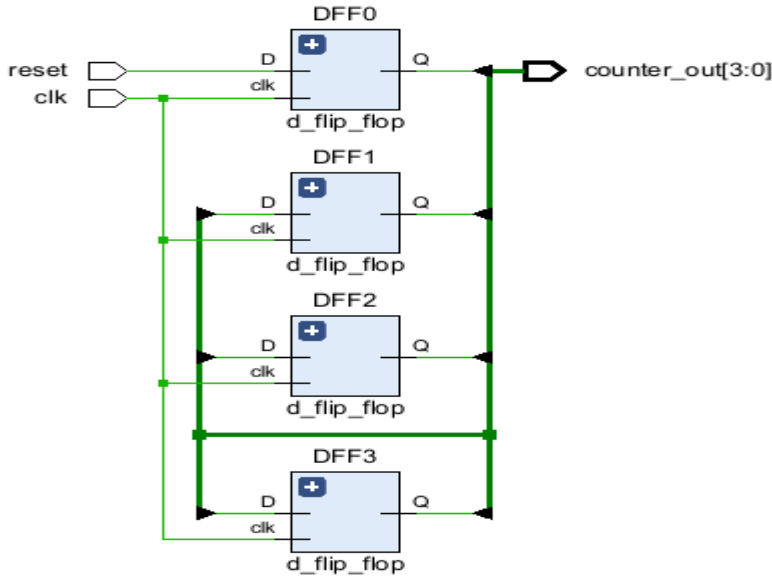 DFF0
reset
D
Q
counter_out[3:0]
clk
clk
d_flip_flop
DFF1
D
Q
clk
d_flip_flop
DFF2
D
Q
clk
d_flip_flop
DFF3
D
Q
clk
d_flip_flop